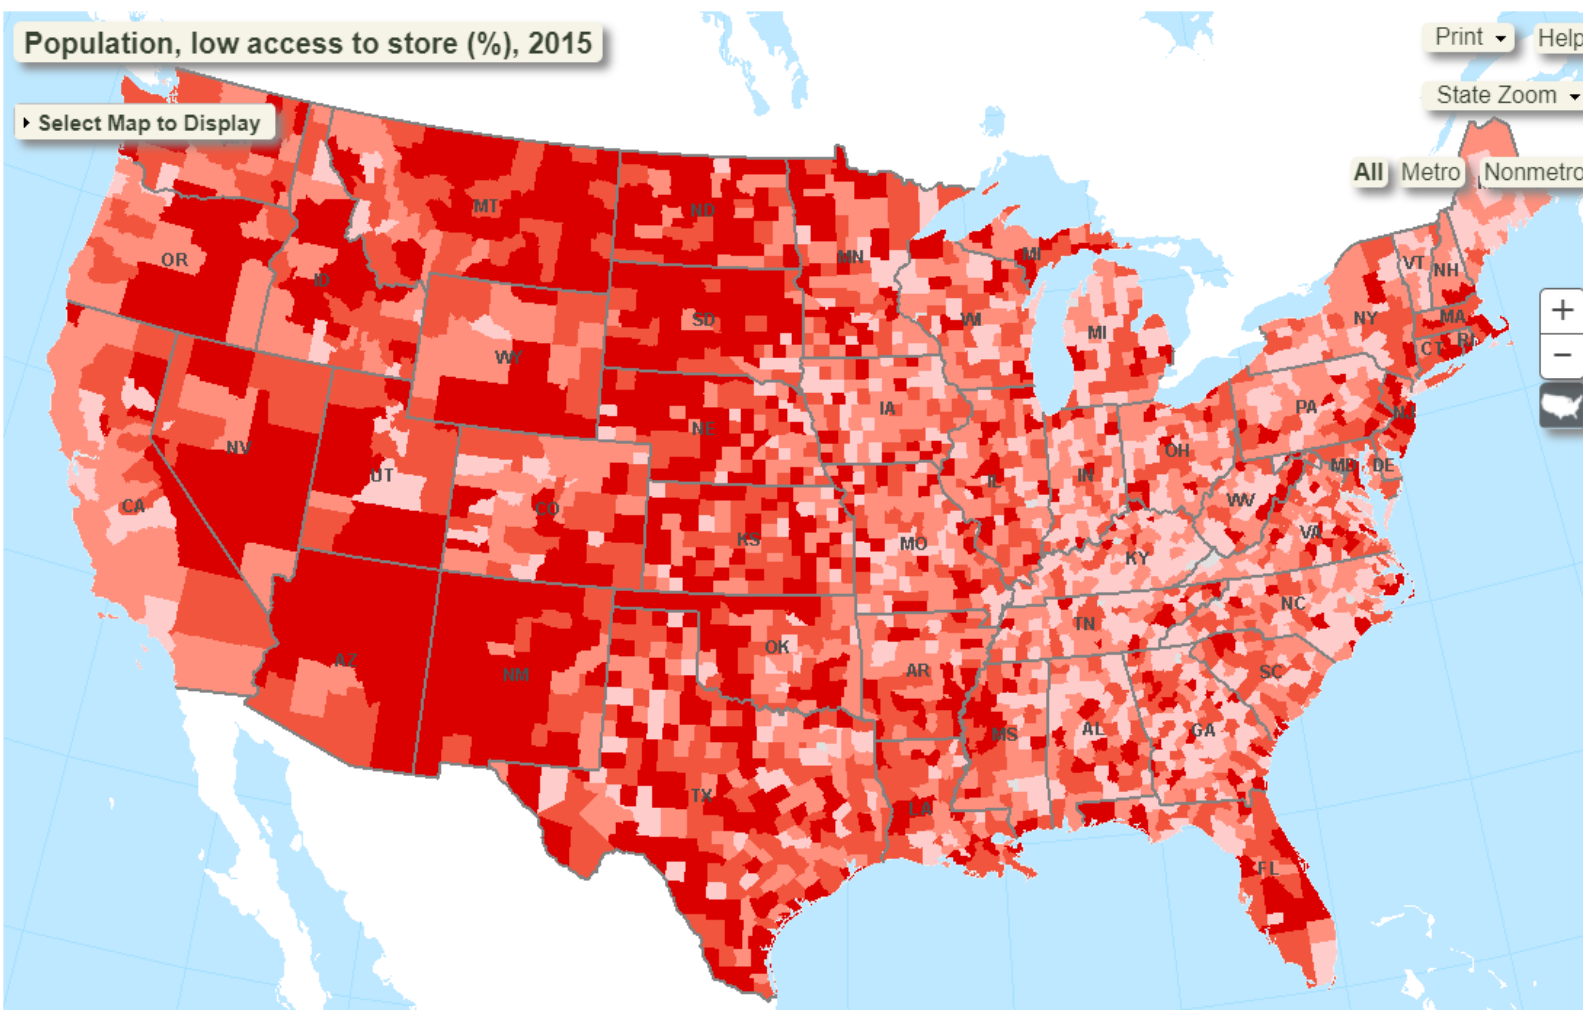 Population, low access to store (%), 2015
Print
Help
State Zoom
Select Map to Display
All
Metro
Nonmetro
MT
ND
OR
ID
MN
MI
VT
NH
SD
WI
MI
NY
MA
CT
RI
WY
IA
PA
NJ
NV
NE
OH
UT
IL
IN
MD
DE
CA
CO
WV
KS
MO
VA
KY
NC
TN
AZ
NM
OK
AR
SC
MS
AL
GA
TX
LA
FL
+
−